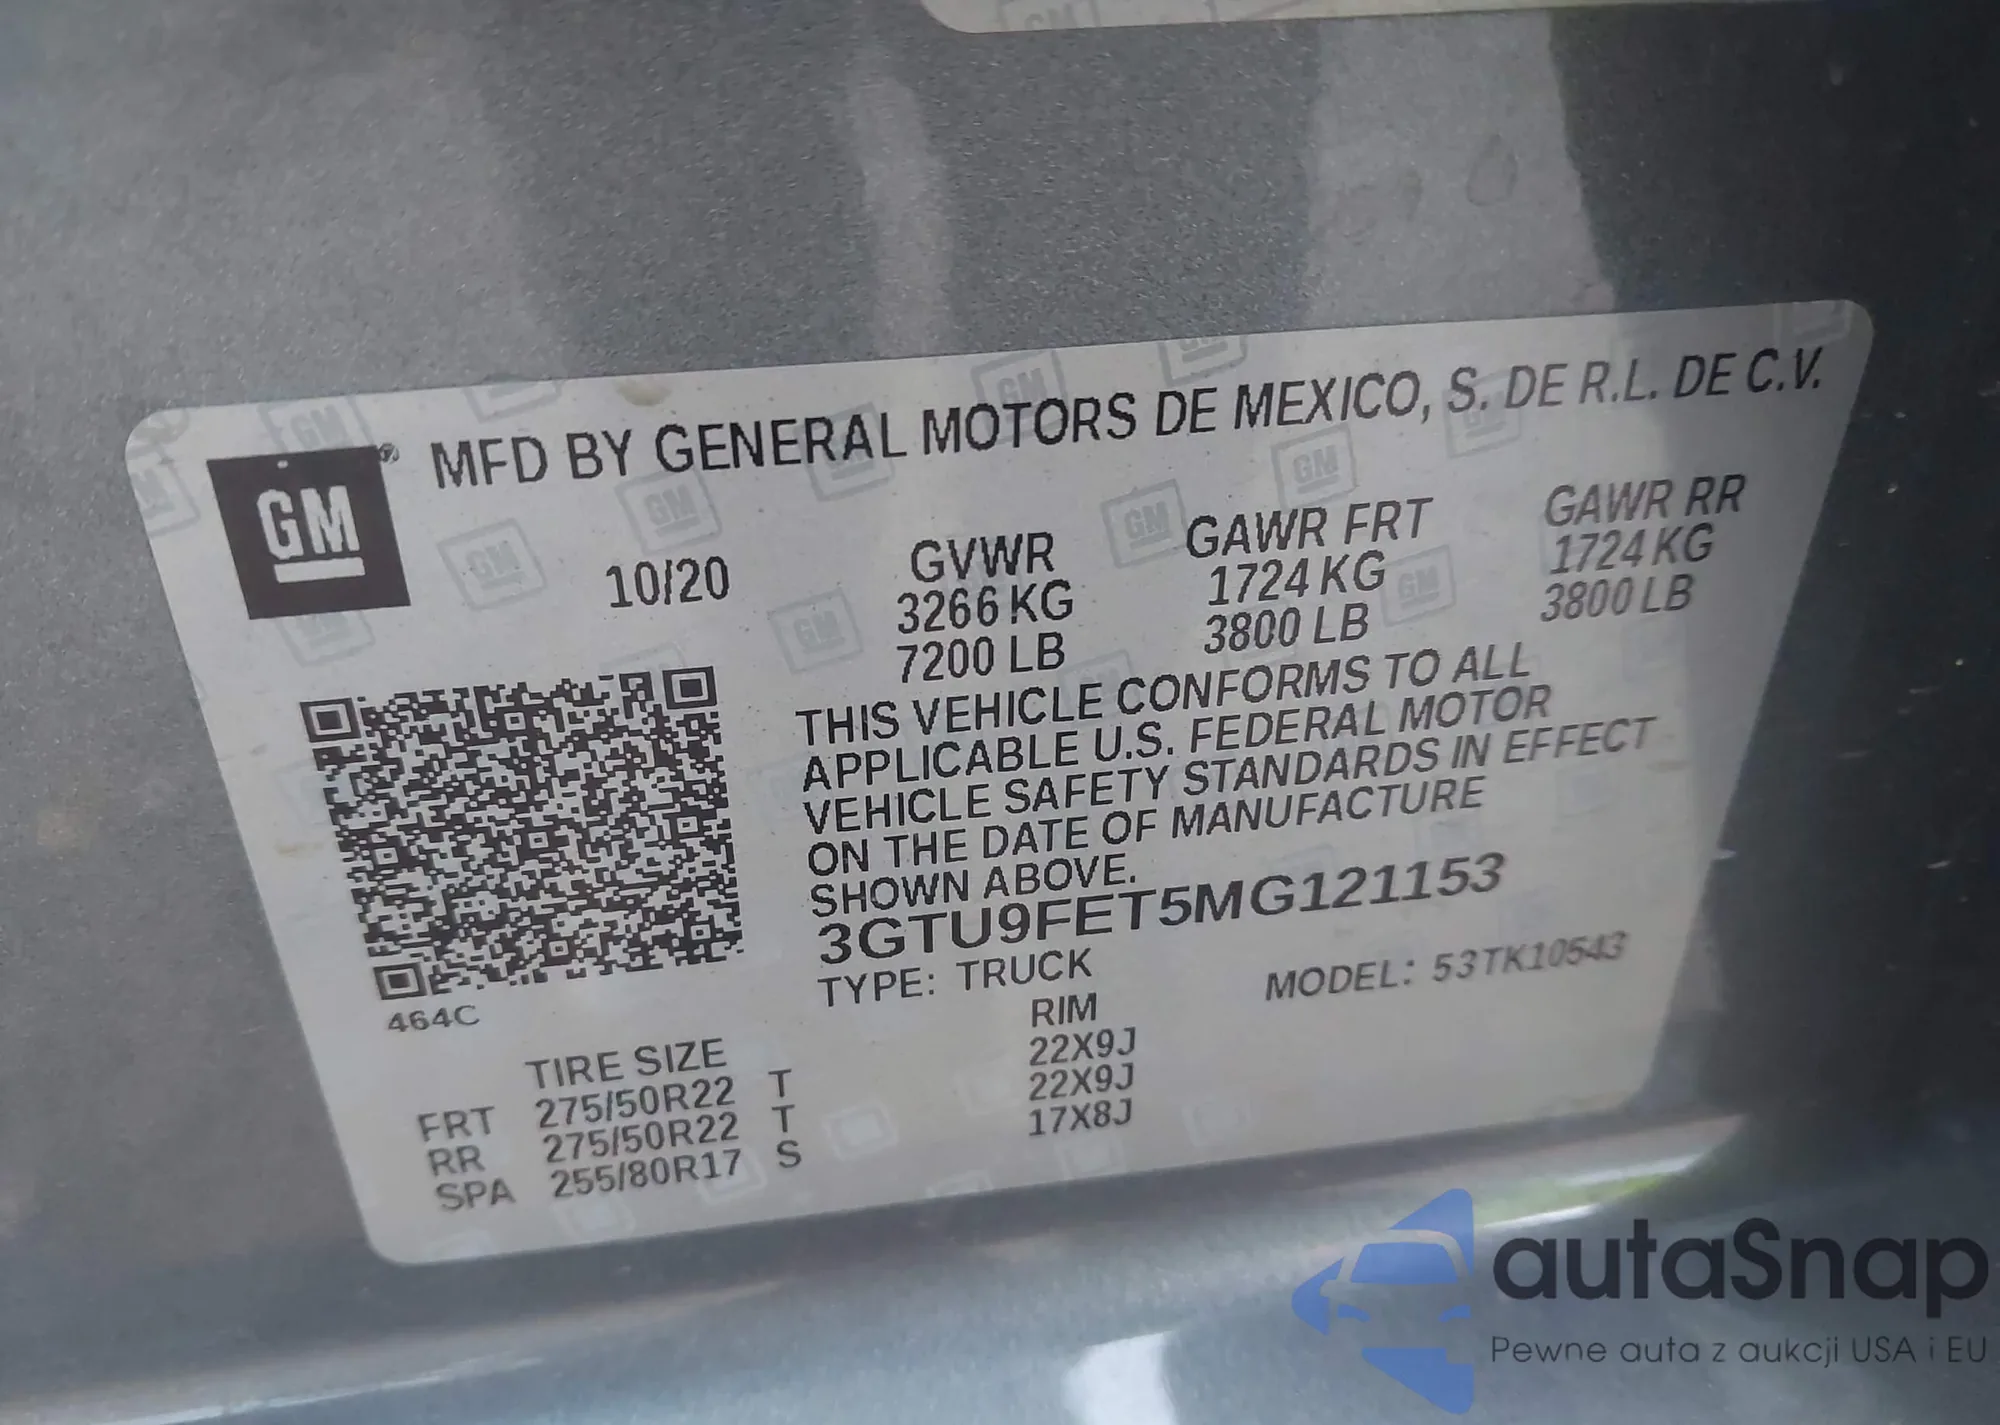 GM
MFD BY GENERAL MOTORS DE MEXICO, S. DE R.L. DE C.V.
10/20
GVWR
3266 KG
7200 LB
GAWR FRT
1724 KG
3800 LB
GAWR RR
1724 KG
3800 LB
THIS VEHICLE CONFORMS TO ALL
APPLICABLE U.S. FEDERAL MOTOR
VEHICLE SAFETY STANDARDS IN EFFECT
ON THE DATE OF MANUFACTURE
SHOWN ABOVE.
3GTU9FET5MG121153
TYPE: TRUCK
MODEL: 53TK10543
464C
TIRE SIZE
RIM
FRT 275/50R22 T 22X9J
RR 275/50R22 T 22X9J
SPA 255/80R17 S 17X8J
autaSnap
Pewne auta z aukcji USA i EU